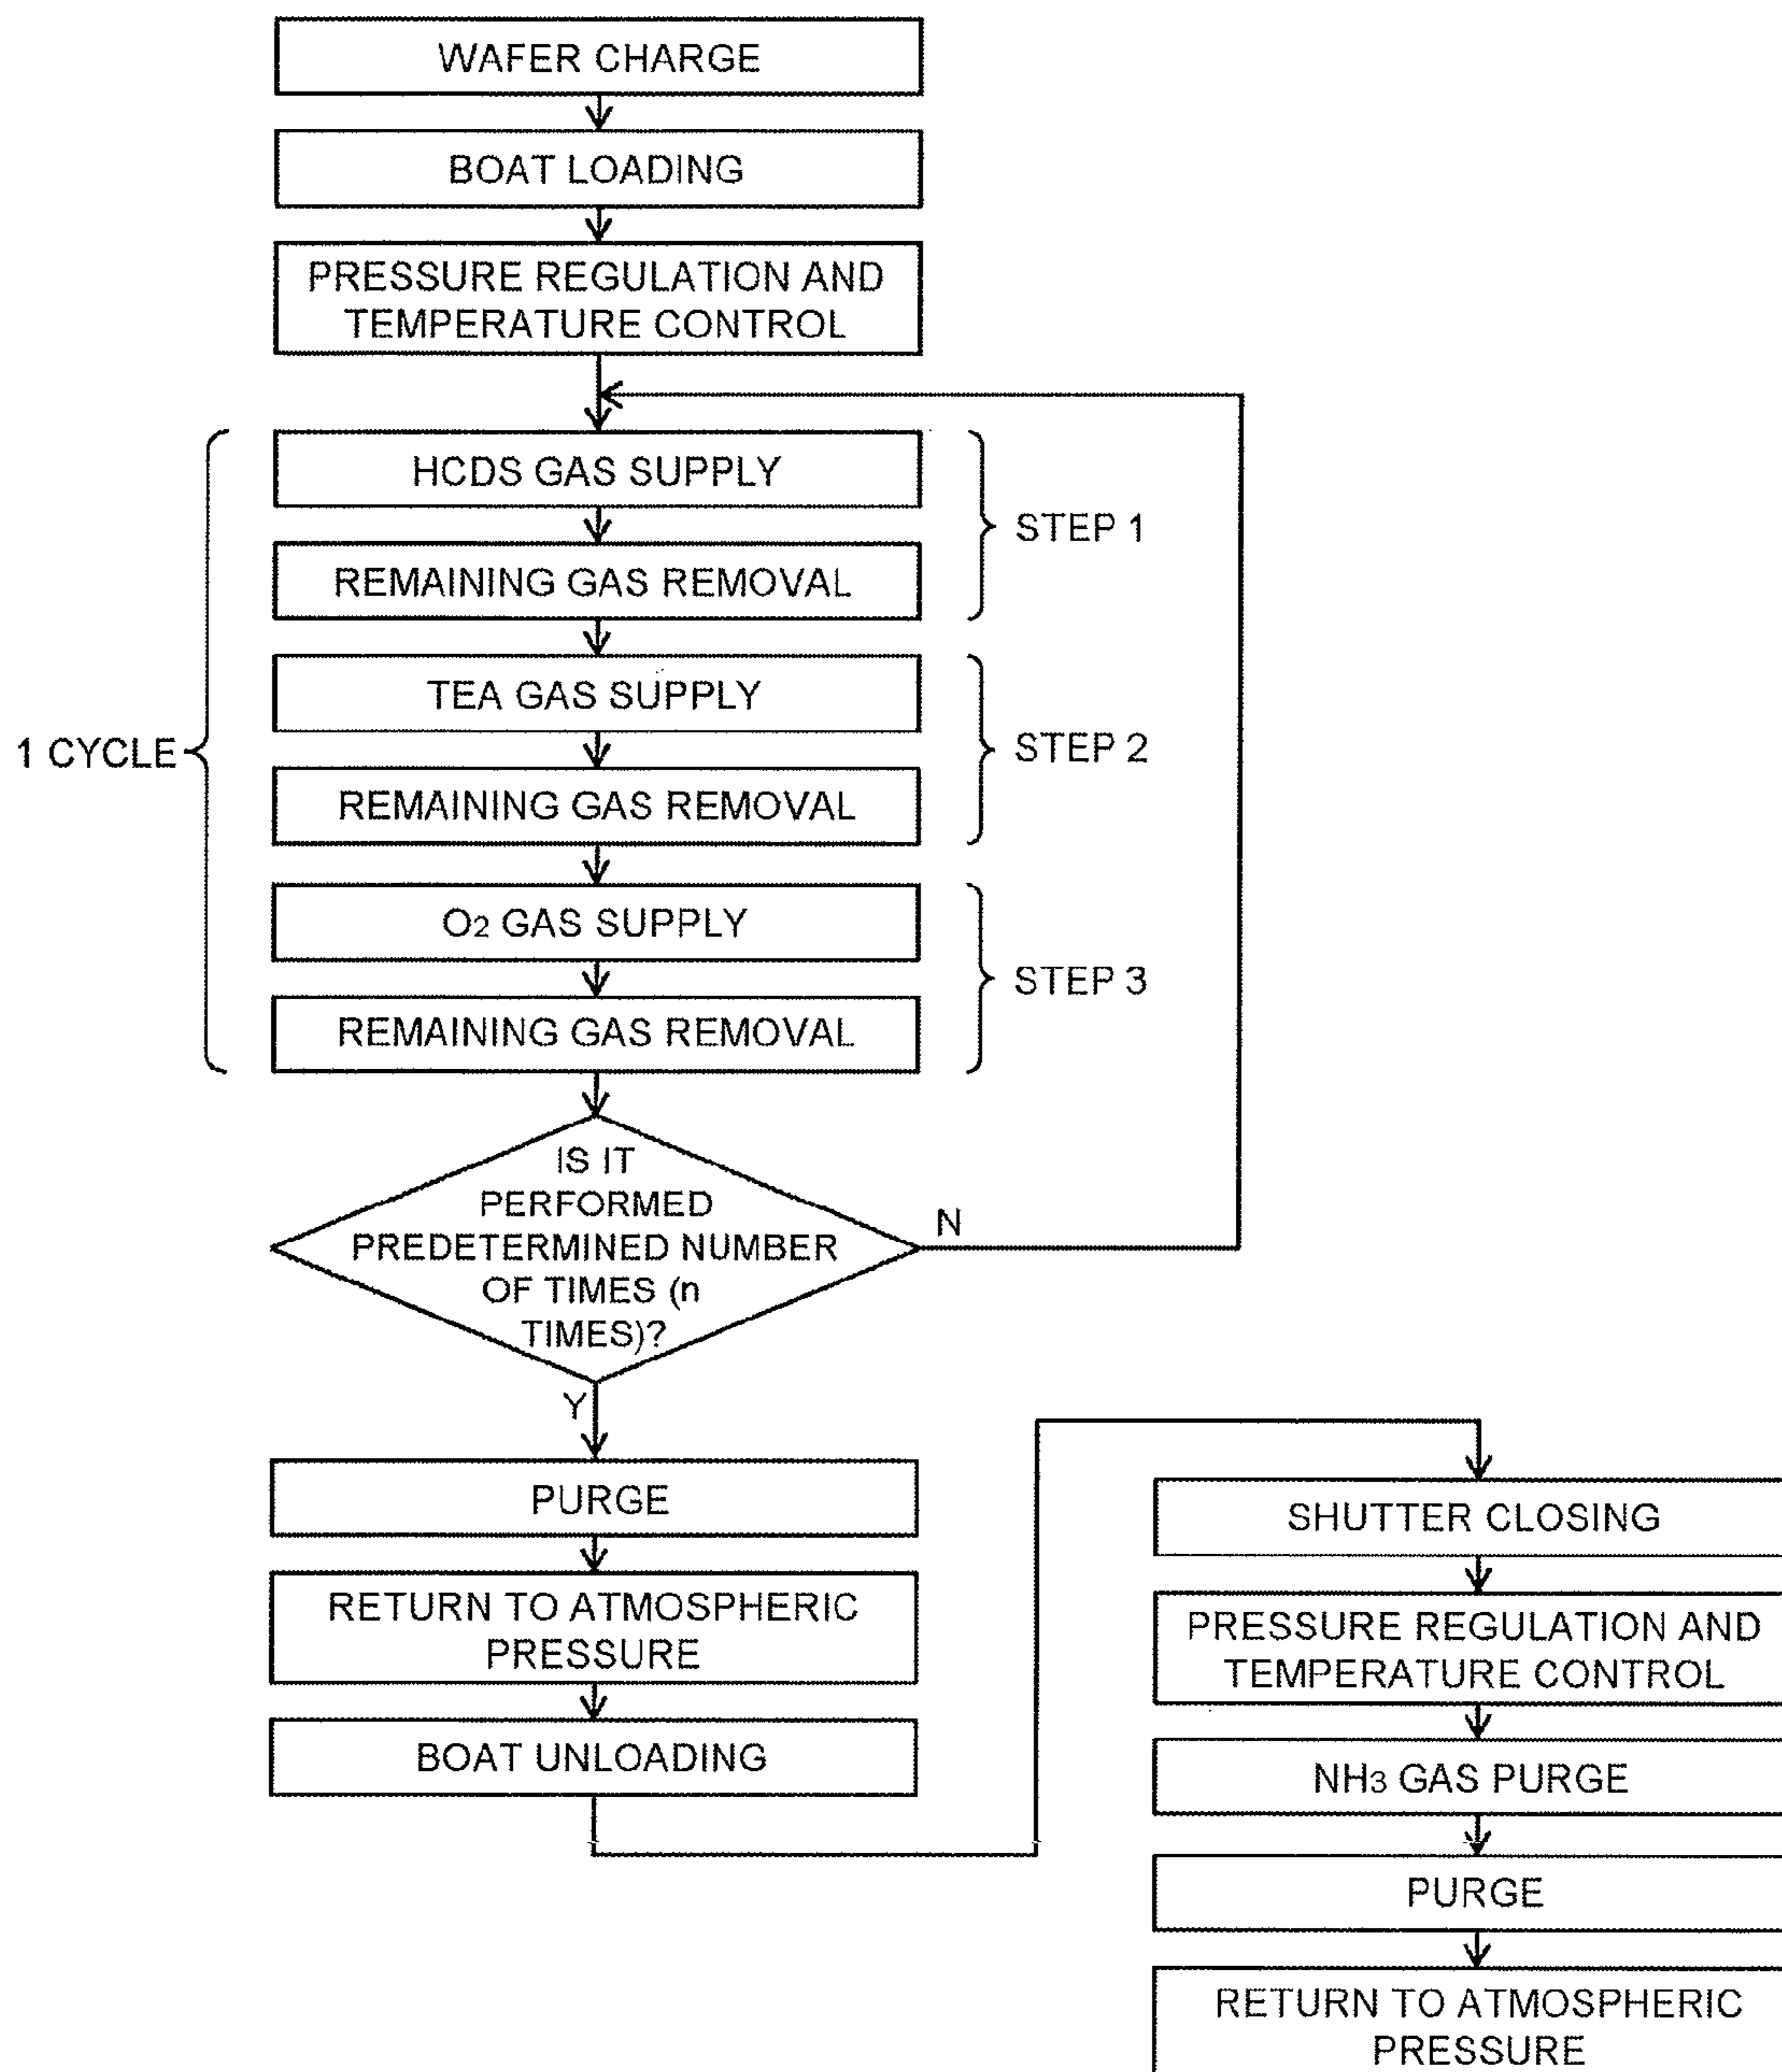 WAFER CHARGE
BOAT LOADING
PRESSURE REGULATION AND
TEMPERATURE CONTROL
HCDS GAS SUPPLY
REMAINING GAS REMOVAL
STEP 1
TEA GAS SUPPLY
REMAINING GAS REMOVAL
STEP 2
1 CYCLE
O2 GAS SUPPLY
REMAINING GAS REMOVAL
STEP 3
IS IT
PERFORMED
PREDETERMINED NUMBER
OF TIMES (n
TIMES)?
N
Y
PURGE
RETURN TO ATMOSPHERIC
PRESSURE
BOAT UNLOADING
SHUTTER CLOSING
PRESSURE REGULATION AND
TEMPERATURE CONTROL
NH3 GAS PURGE
PURGE
RETURN TO ATMOSPHERIC
PRESSURE